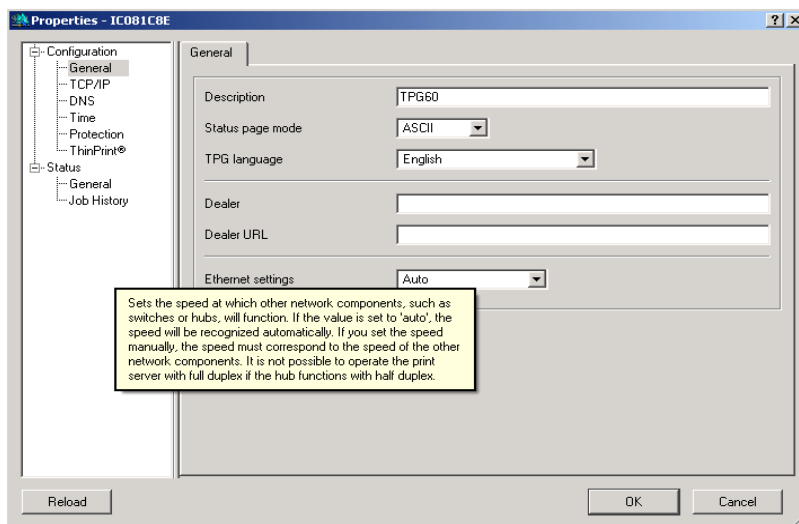 Properties - IC081C8E
Configuration
General
TCP/IP
DNS
Time
Protection
ThinPrint®
Status
General
Job History
General
Description
TPG60
Status page mode
ASCII
TPG language
English
Dealer
Dealer URL
Ethernet settings
Auto
Sets the speed at which other network components, such as
switches or hubs, will function. If the value is set to 'auto', the
speed will be recognized automatically. If you set the speed
manually, the speed must correspond to the speed of the other
network components. It is not possible to operate the print
server with full duplex if the hub functions with half duplex.
Reload
OK
Cancel